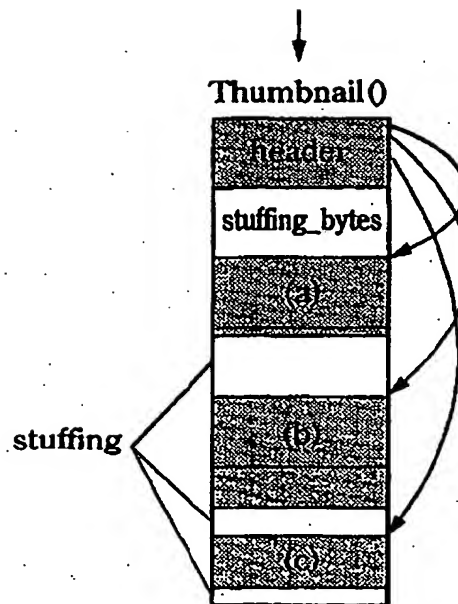 Thumbnail()
header
stuffing_bytes
(a)
(b)
stuffing
(c)